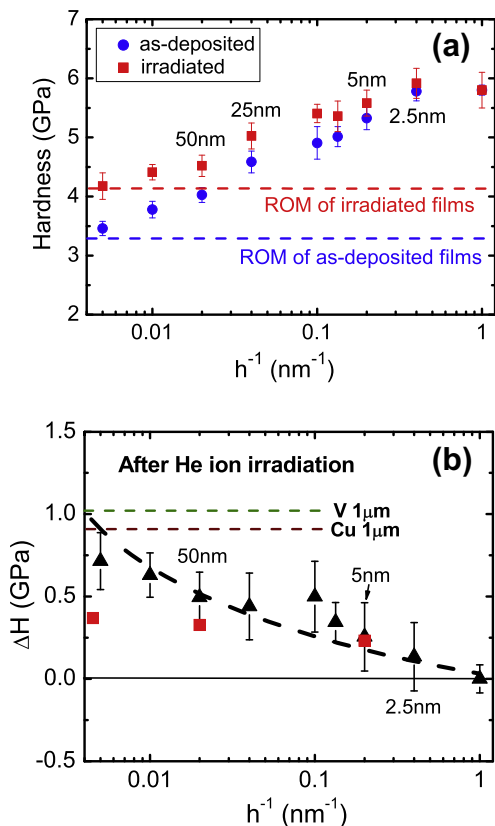 (a)
as-deposited
irradiated
Hardness (GPa)
7
6
5
4
3
2
50nm
25nm
5nm
2.5nm
ROM of irradiated films
ROM of as-deposited films
0.01
0.1
1
h⁻¹ (nm⁻¹)
(b)
After He ion irradiation
ΔH (GPa)
1.5
1.0
0.5
0.0
-0.5
V 1μm
Cu 1μm
50nm
5nm
2.5nm
0.01
0.1
1
h⁻¹ (nm⁻¹)